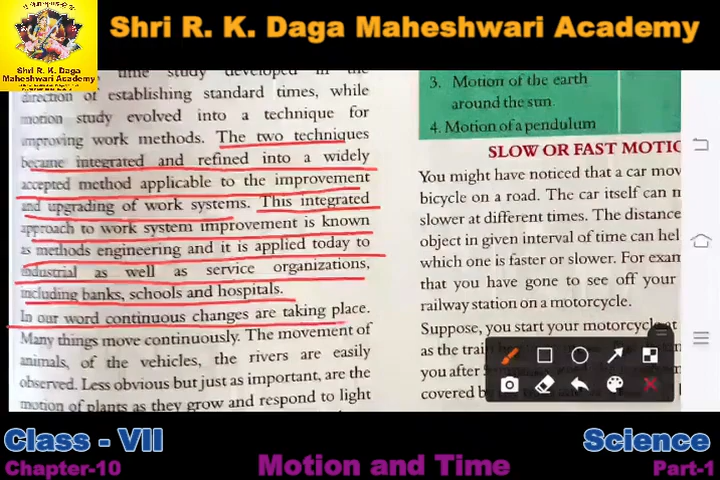 Shri R. K. Daga Maheshwari Academy
Shri R. K. Daga
Maheshwari Academy
time study developed in the
direction of establishing standard times, while
motion study evolved into a technique for
improving work methods. The two techniques
became integrated and refined into a widely
accepted method applicable to the improvement
and upgrading of work systems. This integrated
approach to work system improvement is known
as methods engineering and it is applied today to
industrial as well as service organizations,
including banks, schools and hospitals.
In our word continuous changes are taking place.
Many things move continuously. The movement of
animals, of the vehicles, the rivers are easily
observed. Less obvious but just as important, are the
motion of plants as they grow and respond to light
3. Motion of the earth
around the sun.
4. Motion of a pendulum
SLOW OR FAST MOTIO
You might have noticed that a car mov
bicycle on a road. The car itself can m
slower at different times. The distance
object in given interval of time can hel
which one is faster or slower. For exam
that you have gone to see off your
railway station on a motorcycle.
Suppose, you start your motorcycle at
as the train
you after
covered by
Class - VII
Science
Chapter-10
Motion and Time
Part-1